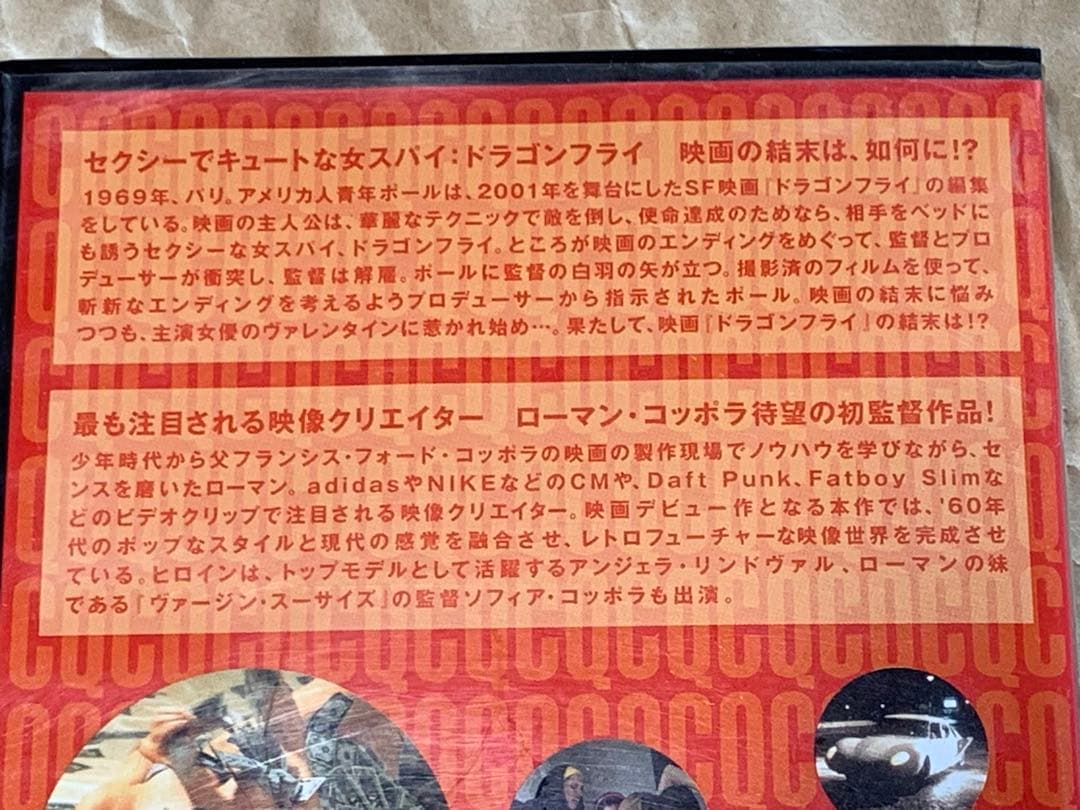 セクシーでキュートな女スパイ：ドラゴンフライ　映画の結末は、如何に!?
1969年、パリ。アメリカ人青年ポールは、2001年を舞台にしたSF映画『ドラゴンフライ』の編集
をしている。映画の主人公は、華麗なテクニックで敵を倒し、使命達成のためなら、相手をベッドに
も誘うセクシーな女スパイ、ドラゴンフライ。ところが映画のエンディングをめぐって、監督とプロ
デューサーが衝突し、監督は解雇。ポールに監督の白羽の矢が立つ。撮影済のフィルムを使って、
斬新なエンディングを考えるようプロデューサーから指示されたポール。映画の結末に悩み
つつも、主演女優のヴァレンタインに惹かれ始め…。果たして、映画『ドラゴンフライ』の結末は!?
最も注目される映像クリエイター　ローマン・コッポラ待望の初監督作品！
少年時代から父フランシス・フォード・コッポラの映画の製作現場でノウハウを学びながら、セ
ンスを磨いたローマン。adidasやNIKEなどのCMや、Daft Punk、Fatboy Slimな
どのビデオクリップで注目される映像クリエイター。映画デビュー作となる本作では、'60年
代のポップなスタイルと現代の感覚を融合させ、レトロフューチャーな映像世界を完成させ
ている。ヒロインは、トップモデルとして活躍するアンジェラ・リンドヴァル、ローマンの妹
である『ヴァージン・スーサイズ』の監督ソフィア・コッポラも出演。